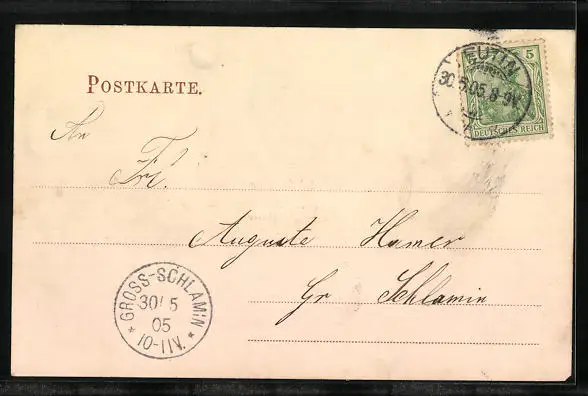 POSTKARTE.
EUTIN
30.5.05.8-9V.
5
DEUTSCHES REICH
An
Frl.
Auguste Hamer
Gr Schlamin
GROSS-SCHLAMIN
30/5
05
10-11V.